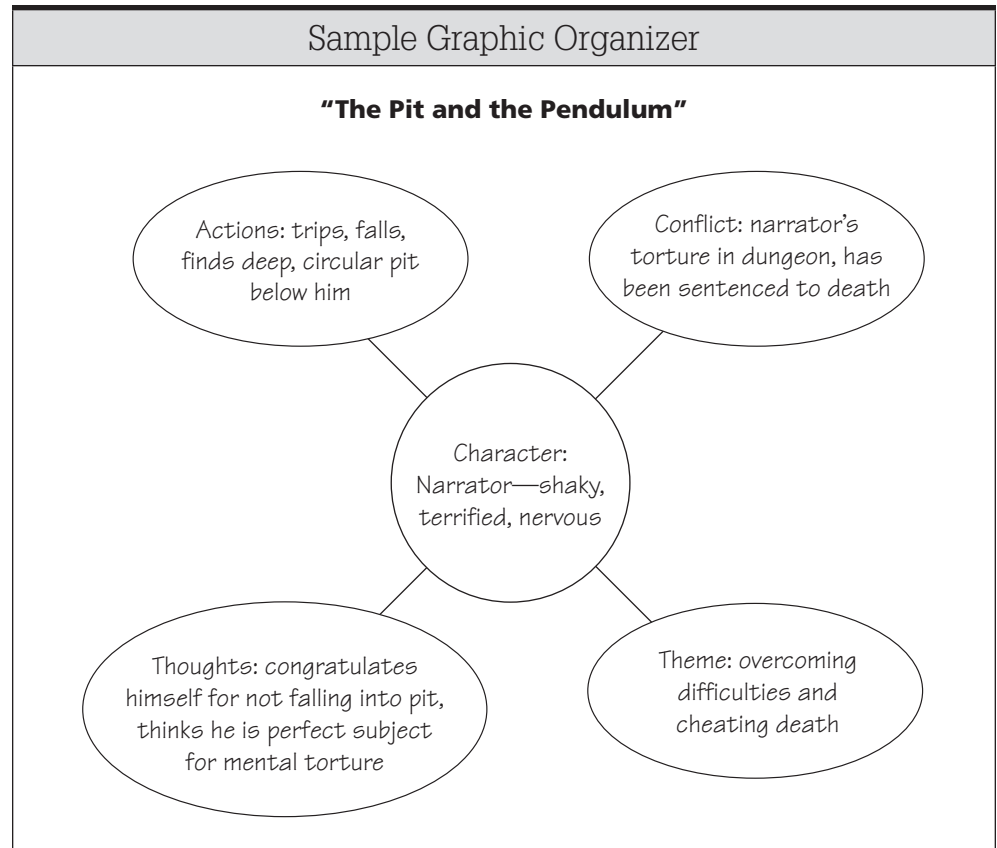 Sample Graphic Organizer
“The Pit and the Pendulum”
Actions: trips, falls,
finds deep, circular pit
below him
Conflict: narrator’s
torture in dungeon, has
been sentenced to death
Character:
Narrator—shaky,
terrified, nervous
Thoughts: congratulates
himself for not falling into pit,
thinks he is perfect subject
for mental torture
Theme: overcoming
difficulties and
cheating death